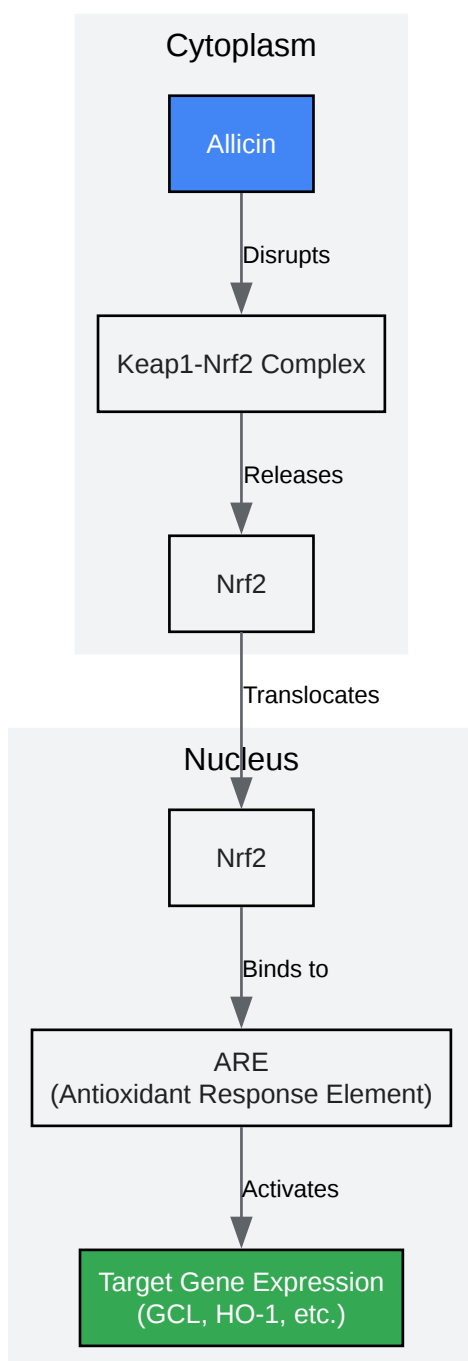 Cytoplasm
Allicin
Disrupts
Keap1-Nrf2 Complex
Releases
Nrf2
Translocates
Nucleus
Nrf2
Binds to
ARE
(Antioxidant Response Element)
Activates
Target Gene Expression
(GCL, HO-1, etc.)